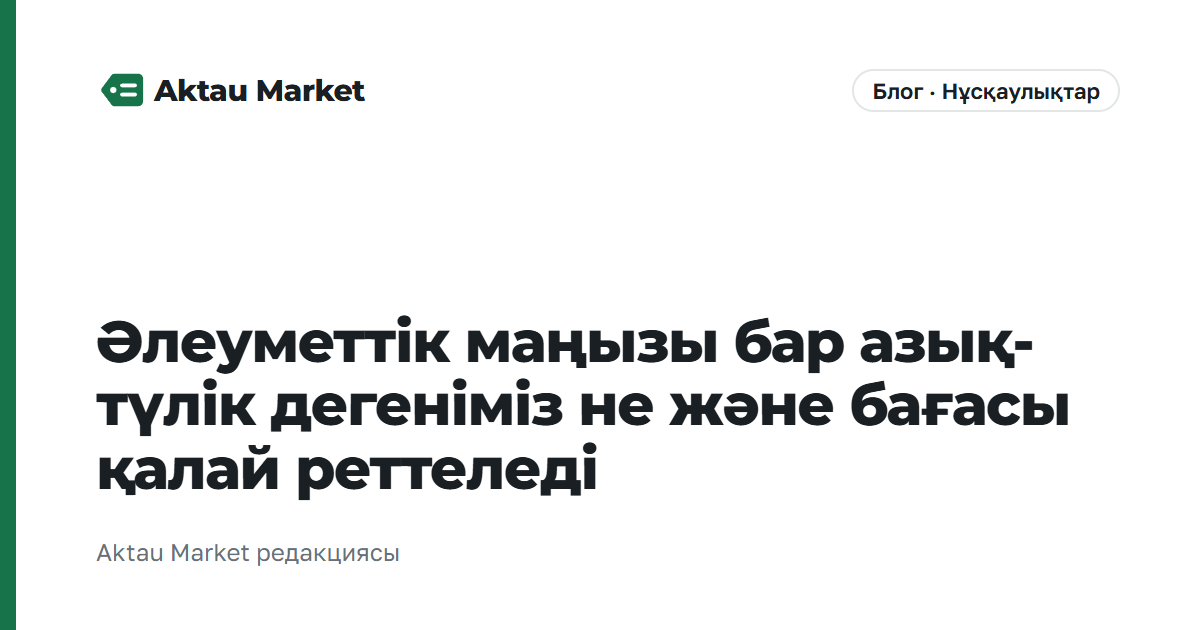 Aktau Market
Блог · Нұсқаулықтар
Әлеуметтік маңызы бар азық-
түлік дегеніміз не және бағасы
қалай реттеледі
Aktau Market редакциясы